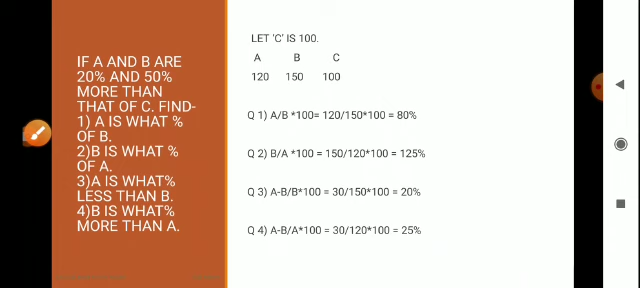 IF A AND B ARE
20% AND 50%
MORE THAN
THAT OF C. FIND-
1) A IS WHAT %
OF B.
2)B IS WHAT %
OF A.
3)A IS WHAT%
LESS THAN B.
4)B IS WHAT%
MORE THAN A.
LET 'C' IS 100.
A B C
120 150 100
Q 1) A/B *100= 120/150*100 = 80%
Q 2) B/A *100 = 150/120*100 = 125%
Q 3) A-B/B*100 = 30/150*100 = 20%
Q 4) A-B/A*100 = 30/120*100 = 25%